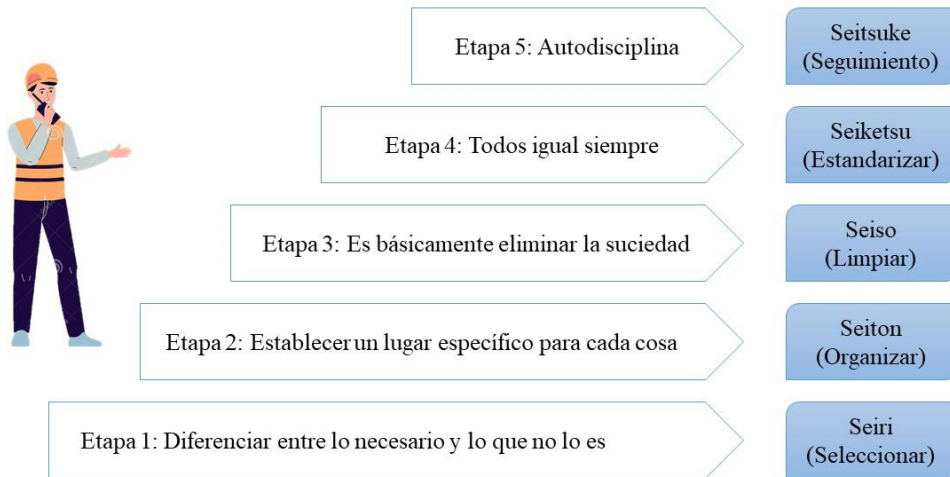 Etapa 5: Autodisciplina
Seitsuke
(Seguimiento)
Etapa 4: Todos igual siempre
Seiketsu
(Estandarizar)
Etapa 3: Es básicamente eliminar la suciedad
Seiso
(Limpiar)
Etapa 2: Establecer un lugar específico para cada cosa
Seiton
(Organizar)
Etapa 1: Diferenciar entre lo necesario y lo que no lo es
Seiri
(Seleccionar)